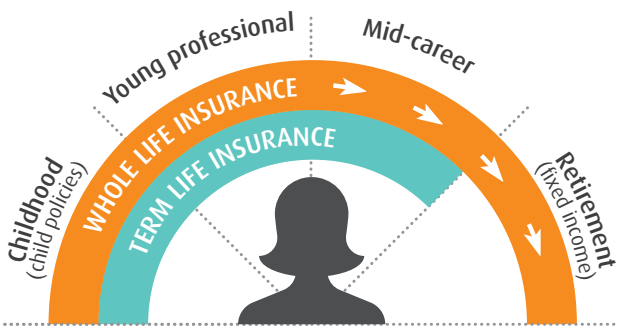 Young professional
Mid-career
Childhood
(child policies)
WHOLE LIFE INSURANCE
TERM LIFE INSURANCE
Retirement
(fixed income)